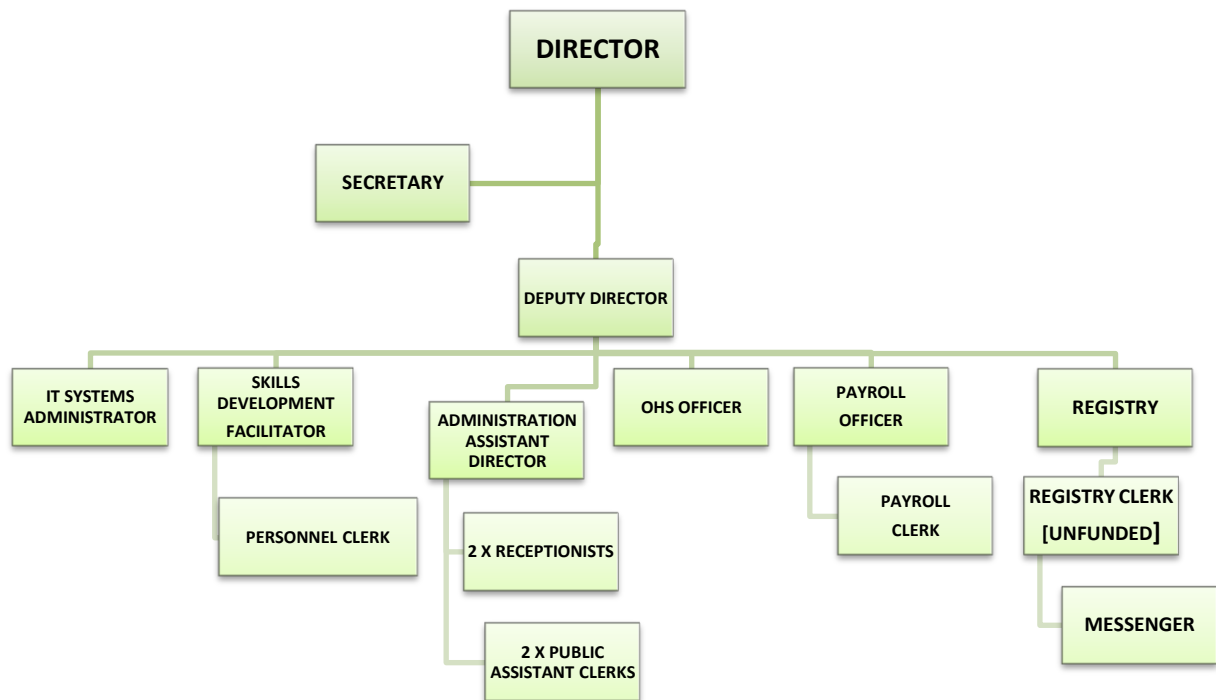 DIRECTOR
SECRETARY
DEPUTY DIRECTOR
IT SYSTEMS
ADMINISTRATOR
SKILLS
DEVELOPMENT
FACILITATOR
ADMINISTRATION
ASSISTANT
DIRECTOR
OHS OFFICER
PAYROLL
OFFICER
REGISTRY
PERSONNEL CLERK
2 X RECEPTIONISTS
2 X PUBLIC
ASSISTANT CLERKS
PAYROLL
CLERK
REGISTRY CLERK
[UNFUNDED]
MESSENGER